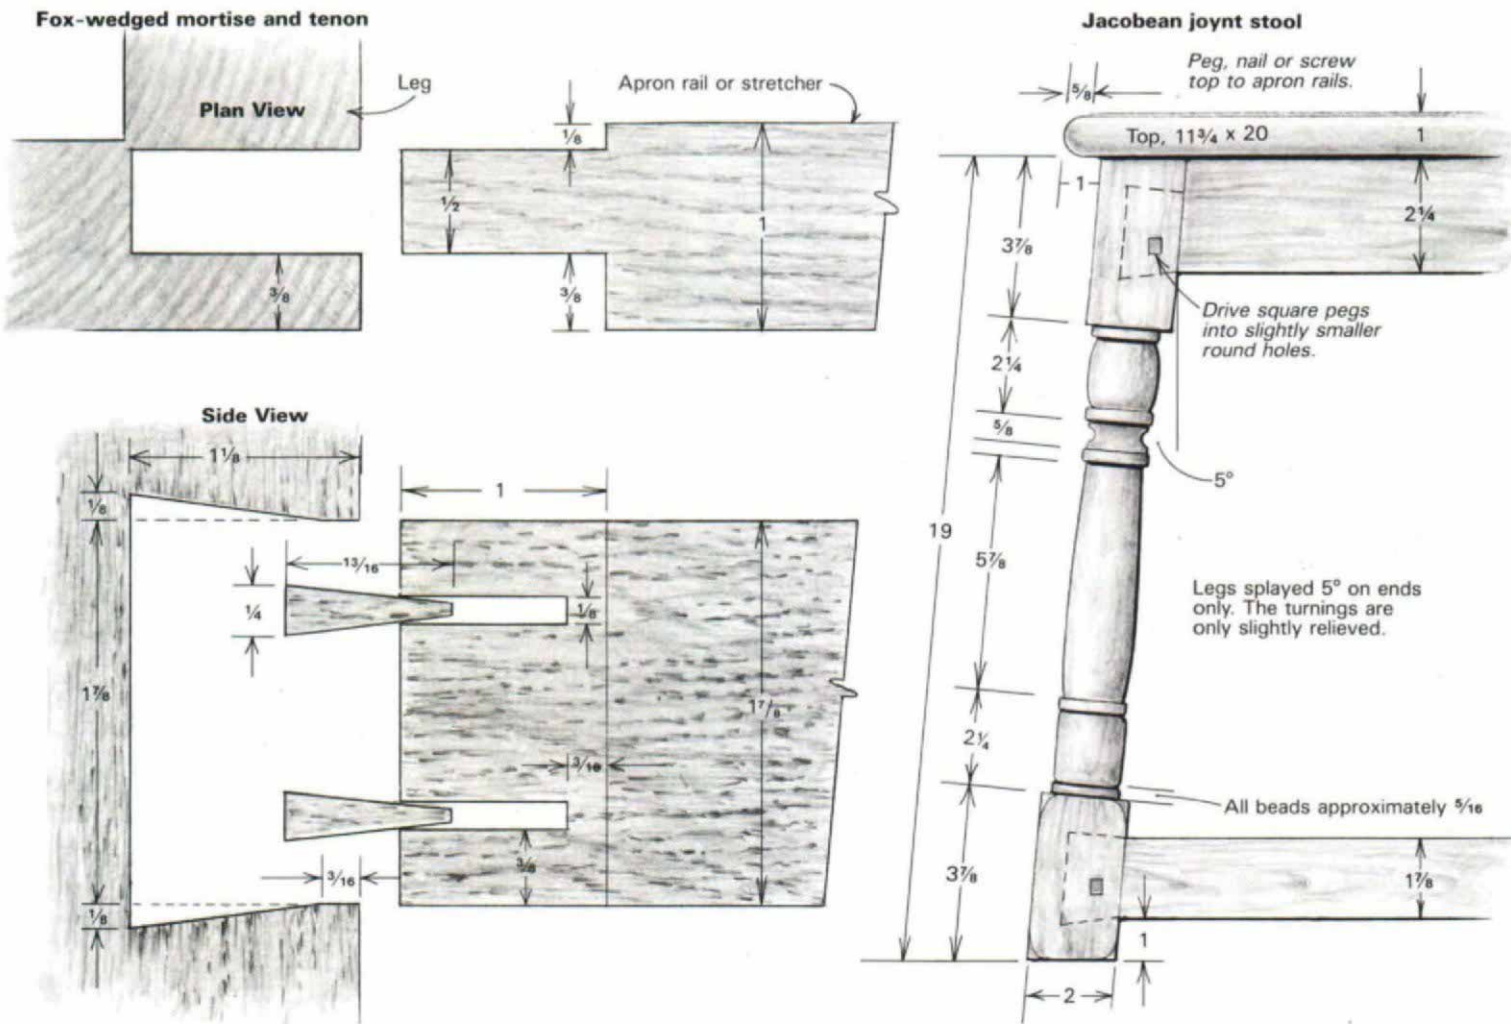 Fox-wedged mortise and tenon
Plan View
Leg
Apron rail or stretcher
1/8
1/2
1
3/8
3/8
Side View
1 1/8
1/8
1 7/8
1/8
13/16
1/4
3/16
1
1/8
1 7/8
3/16
3/8
Jacobean joynt stool
Peg, nail or screw
top to apron rails.
5/8
Top, 11 3/4 x 20
1
1
2 1/4
3 7/8
Drive square pegs
into slightly smaller
round holes.
2 1/4
5/8
5°
19
5 7/8
Legs splayed 5° on ends
only. The turnings are
only slightly relieved.
2 1/4
All beads approximately 5/16
3 7/8
1 7/8
1
2